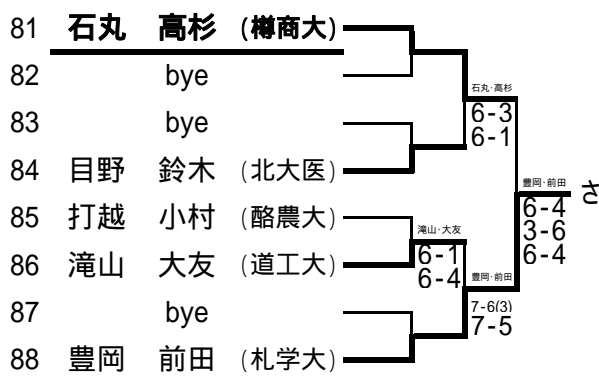 81 石丸 高杉 (樽商大)
82 bye
83 bye
84 目野 鈴木 (北大医)
85 打越 小村 (酪農大)
86 滝山 大友 (道工大)
87 bye
88 豊岡 前田 (札学大)
石丸・高杉
6-3
6-1
滝山・大友
6-1
6-4
豊岡・前田
7-6(3)
7-5
豊岡・前田
6-4
3-6
6-4
さ